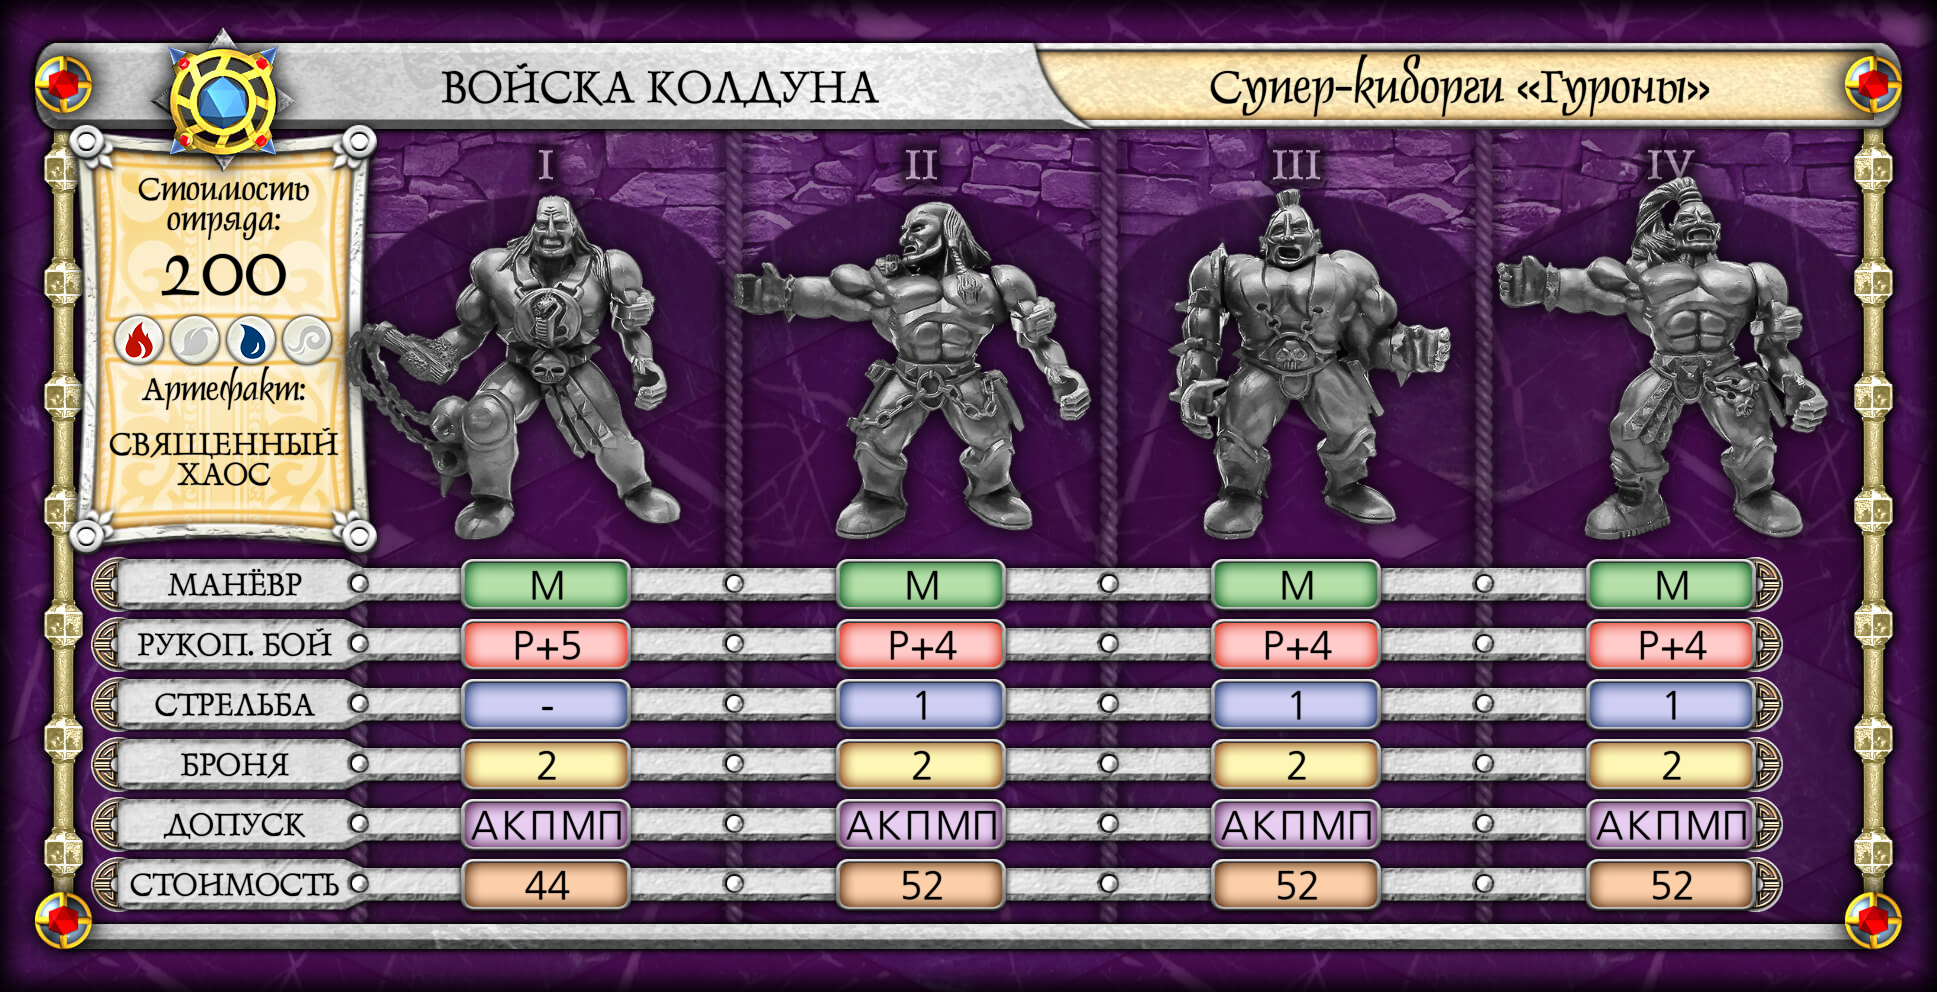 ВОЙСКА КОЛДУНА
Супер-киборги «Гуроны»
Стоимость
отряда:
200
Артефакт:
СВЯЩЕННЫЙ
ХАОС
I II III IV
МАНЁВР M M M M
РУКОП. БОЙ Р+5 Р+4 Р+4 Р+4
СТРЕЛЬБА - 1 1 1
БРОНЯ 2 2 2 2
ДОПУСК АКПМП АКПМП АКПМП АКПМП
СТОИМОСТЬ 44 52 52 52